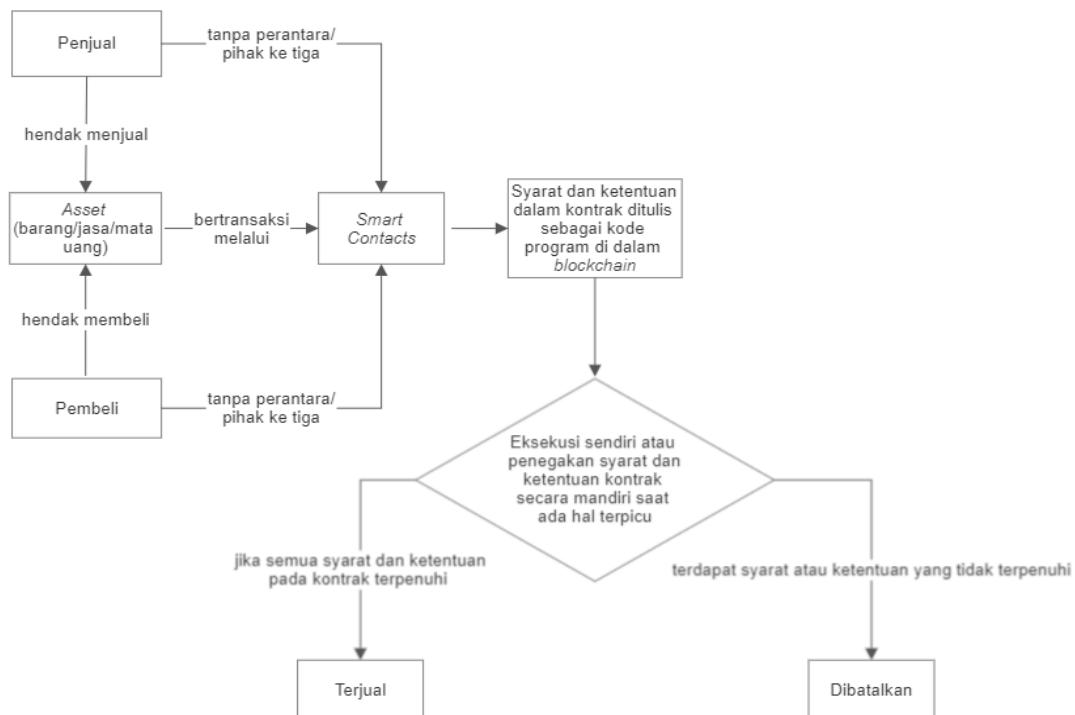 Penjual
tanpa perantara/
pihak ke tiga
hendak menjual
Asset
(barang/jasa/mata
uang)
bertransaksi
melalui
Smart
Contacts
Syarat dan ketentuan
dalam kontrak ditulis
sebagai kode
program di dalam
blockchain
hendak membeli
Pembeli
tanpa perantara/
pihak ke tiga
Eksekusi sendiri atau
penegakan syarat dan
ketentuan kontrak
secara mandiri saat
ada hal terpicu
jika semua syarat dan ketentuan
pada kontrak terpenuhi
terdapat syarat atau ketentuan yang tidak terpenuhi
Terjual
Dibatalkan